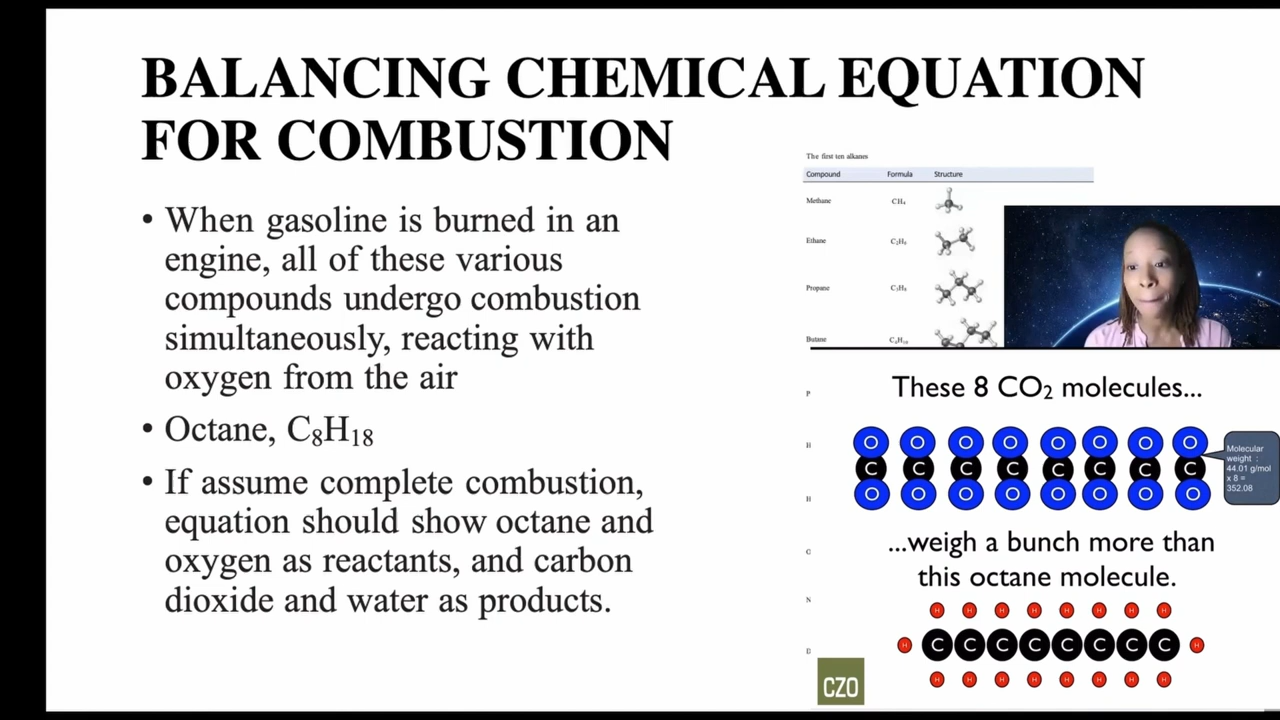 BALANCING CHEMICAL EQUATION
FOR COMBUSTION
• When gasoline is burned in an
engine, all of these various
compounds undergo combustion
simultaneously, reacting with
oxygen from the air
• Octane, C₈H₁₈
• If assume complete combustion,
equation should show octane and
oxygen as reactants, and carbon
dioxide and water as products.
The first ten alkanes
Compound Formula Structure
Methane CH₄
Ethane C₂H₆
Propane C₃H₈
Butane C₄H₁₀
P
H
H
O
N
D
These 8 CO₂ molecules...
O O O O O O O O
C C C C C C C C
O O O O O O O O
Molecular
weight :
44.01 g/mol
x 8 =
352.08
...weigh a bunch more than
this octane molecule.
H H H H H H H H
H C C C C C C C C H
H H H H H H H H
CZO